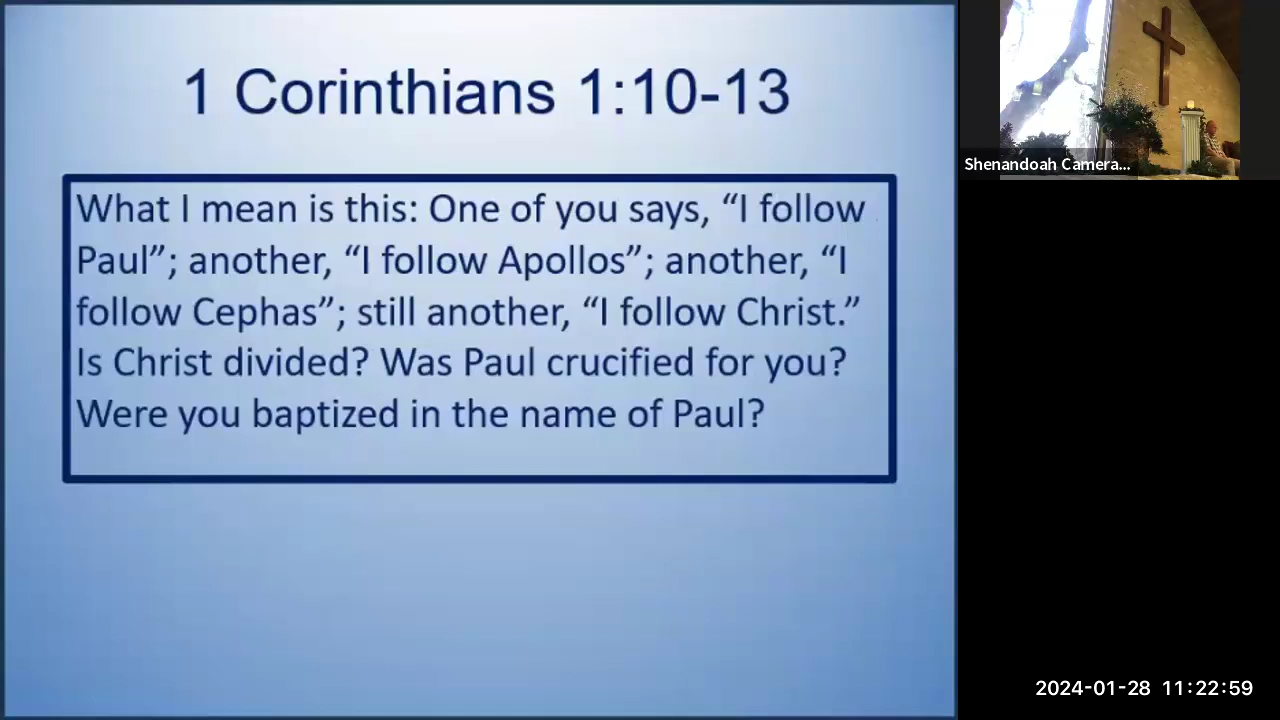 1 Corinthians 1:10-13
What I mean is this: One of you says, “I follow
Paul”; another, “I follow Apollos”; another, “I
follow Cephas”; still another, “I follow Christ.”
Is Christ divided? Was Paul crucified for you?
Were you baptized in the name of Paul?
Shenandoah Camera...
2024-01-28 11:22:59